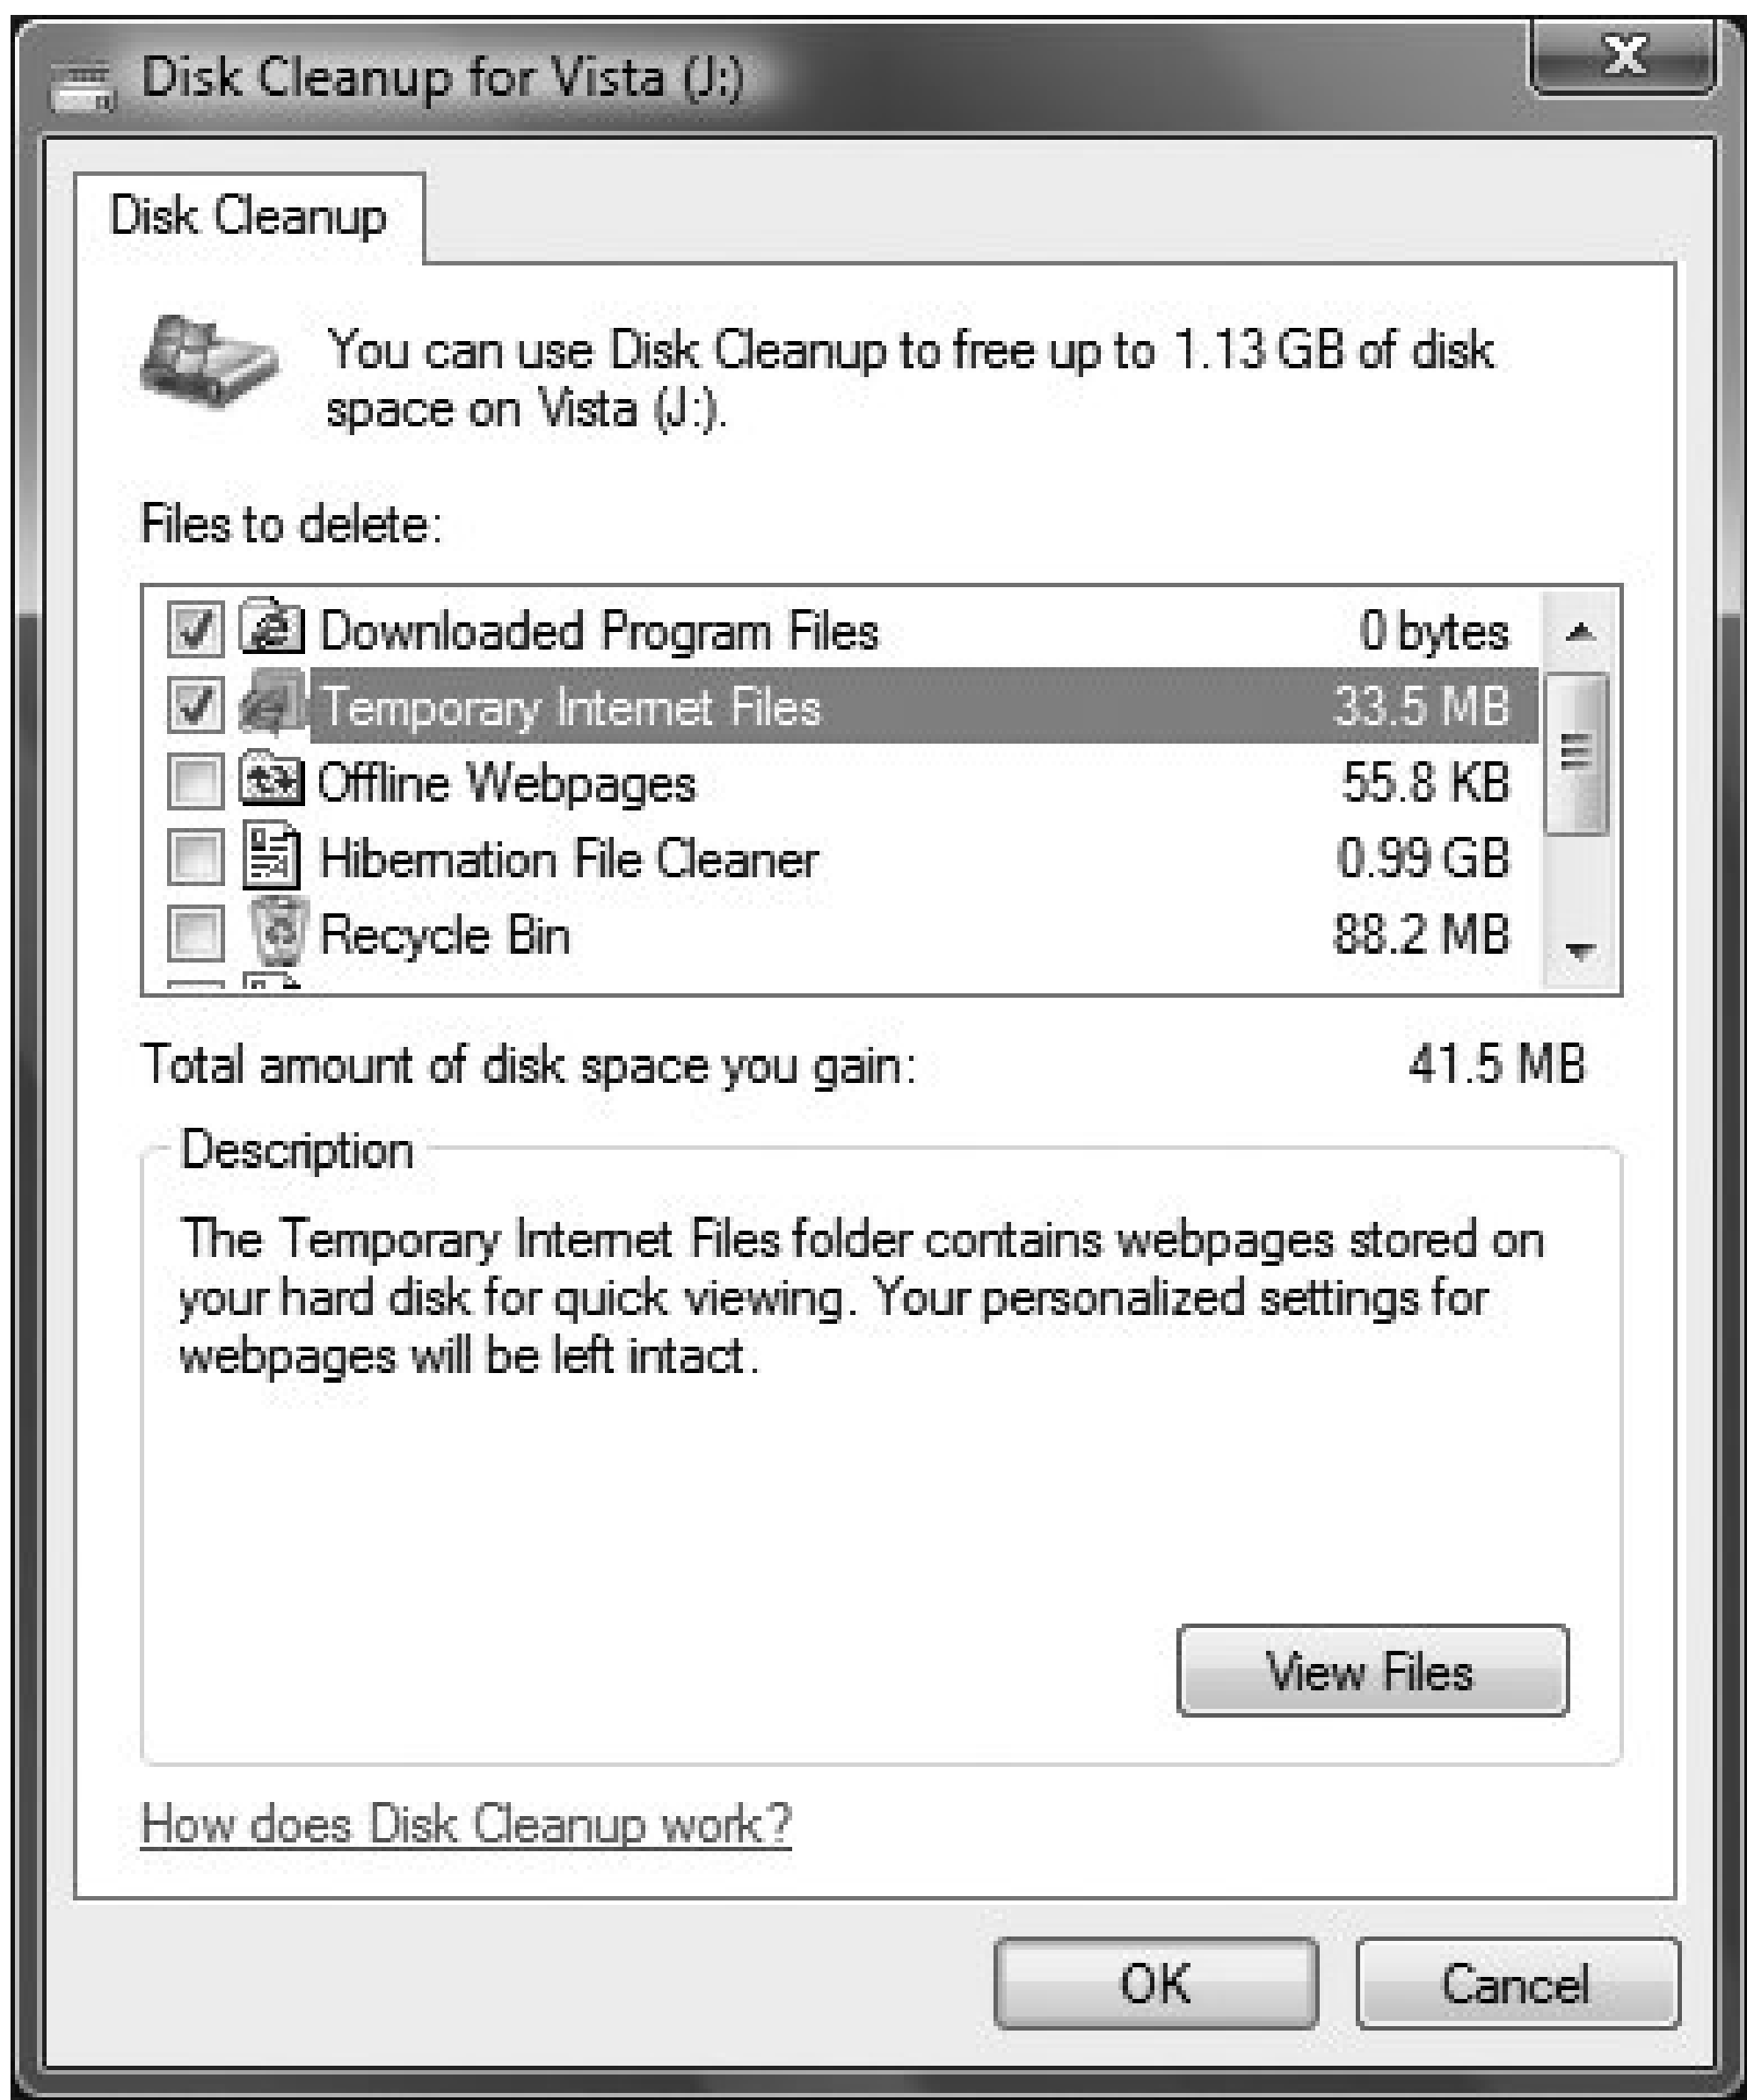 Disk Cleanup for Vista (J:)
Disk Cleanup
You can use Disk Cleanup to free up to 1.13 GB of disk
space on Vista (J:).
Files to delete:
Downloaded Program Files 0 bytes
Temporary Internet Files 33.5 MB
Offline Webpages 55.8 KB
Hibernation File Cleaner 0.99 GB
Recycle Bin 88.2 MB
Total amount of disk space you gain: 41.5 MB
Description
The Temporary Internet Files folder contains webpages stored on
your hard disk for quick viewing. Your personalized settings for
webpages will be left intact.
View Files
How does Disk Cleanup work?
OK Cancel